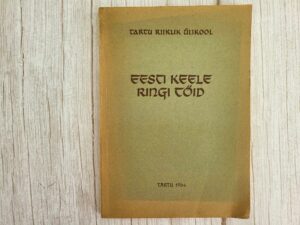 TARTU RIIKLIK ÜLIKOOL
EESTI KEELE
RINGI TÖID
TARTU